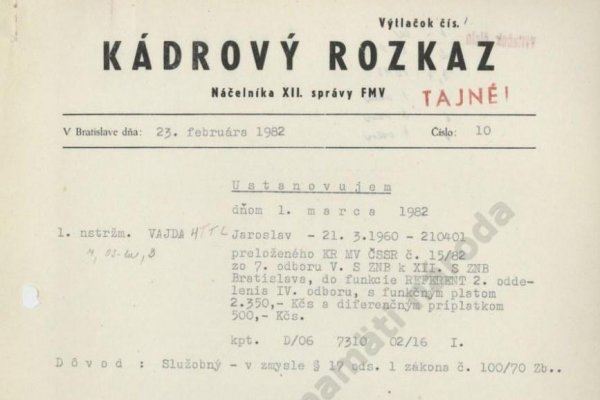 Výtlačok čís. 1
KÁDROVÝ ROZKAZ
Náčelníka XII. správy FMV
TAJNÉ!
V Bratislave dňa: 23. februára 1982 Číslo: 10
Ustanovujem
dňom 1. marca 1982
1. nstržm. VAJDA Jaroslav - 21. 3.1960 - 210401
preloženého KR MV ČSSR č. 15/82
zo 7. odboru V. S ZNB k XII. S ZNB
Bratislava, do funkcie REFERENT 2. odde-
lenia IV. odboru, s funkčným platom
2.350,- Kčs a diferenčným príplatkom
500,- Kčs.
kpt. D/06 7310 02/16 I.
Dôvod : Služobný - v zmysle § 17 ods. 1 zákona č. 100/70 Zb..
pamäti národa